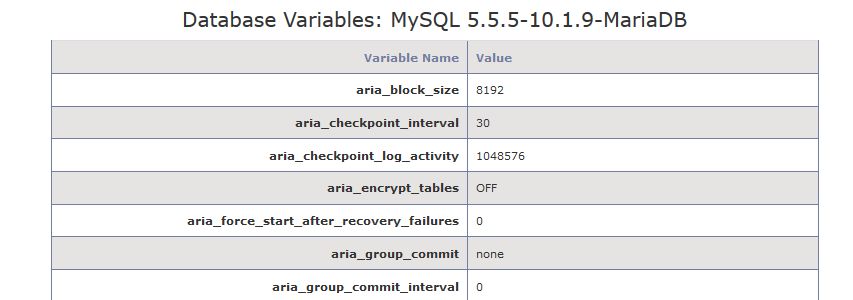 Database Variables: MySQL 5.5.5-10.1.9-MariaDB
Variable Name Value
aria_block_size 8192
aria_checkpoint_interval 30
aria_checkpoint_log_activity 1048576
aria_encrypt_tables OFF
aria_force_start_after_recovery_failures 0
aria_group_commit none
aria_group_commit_interval 0